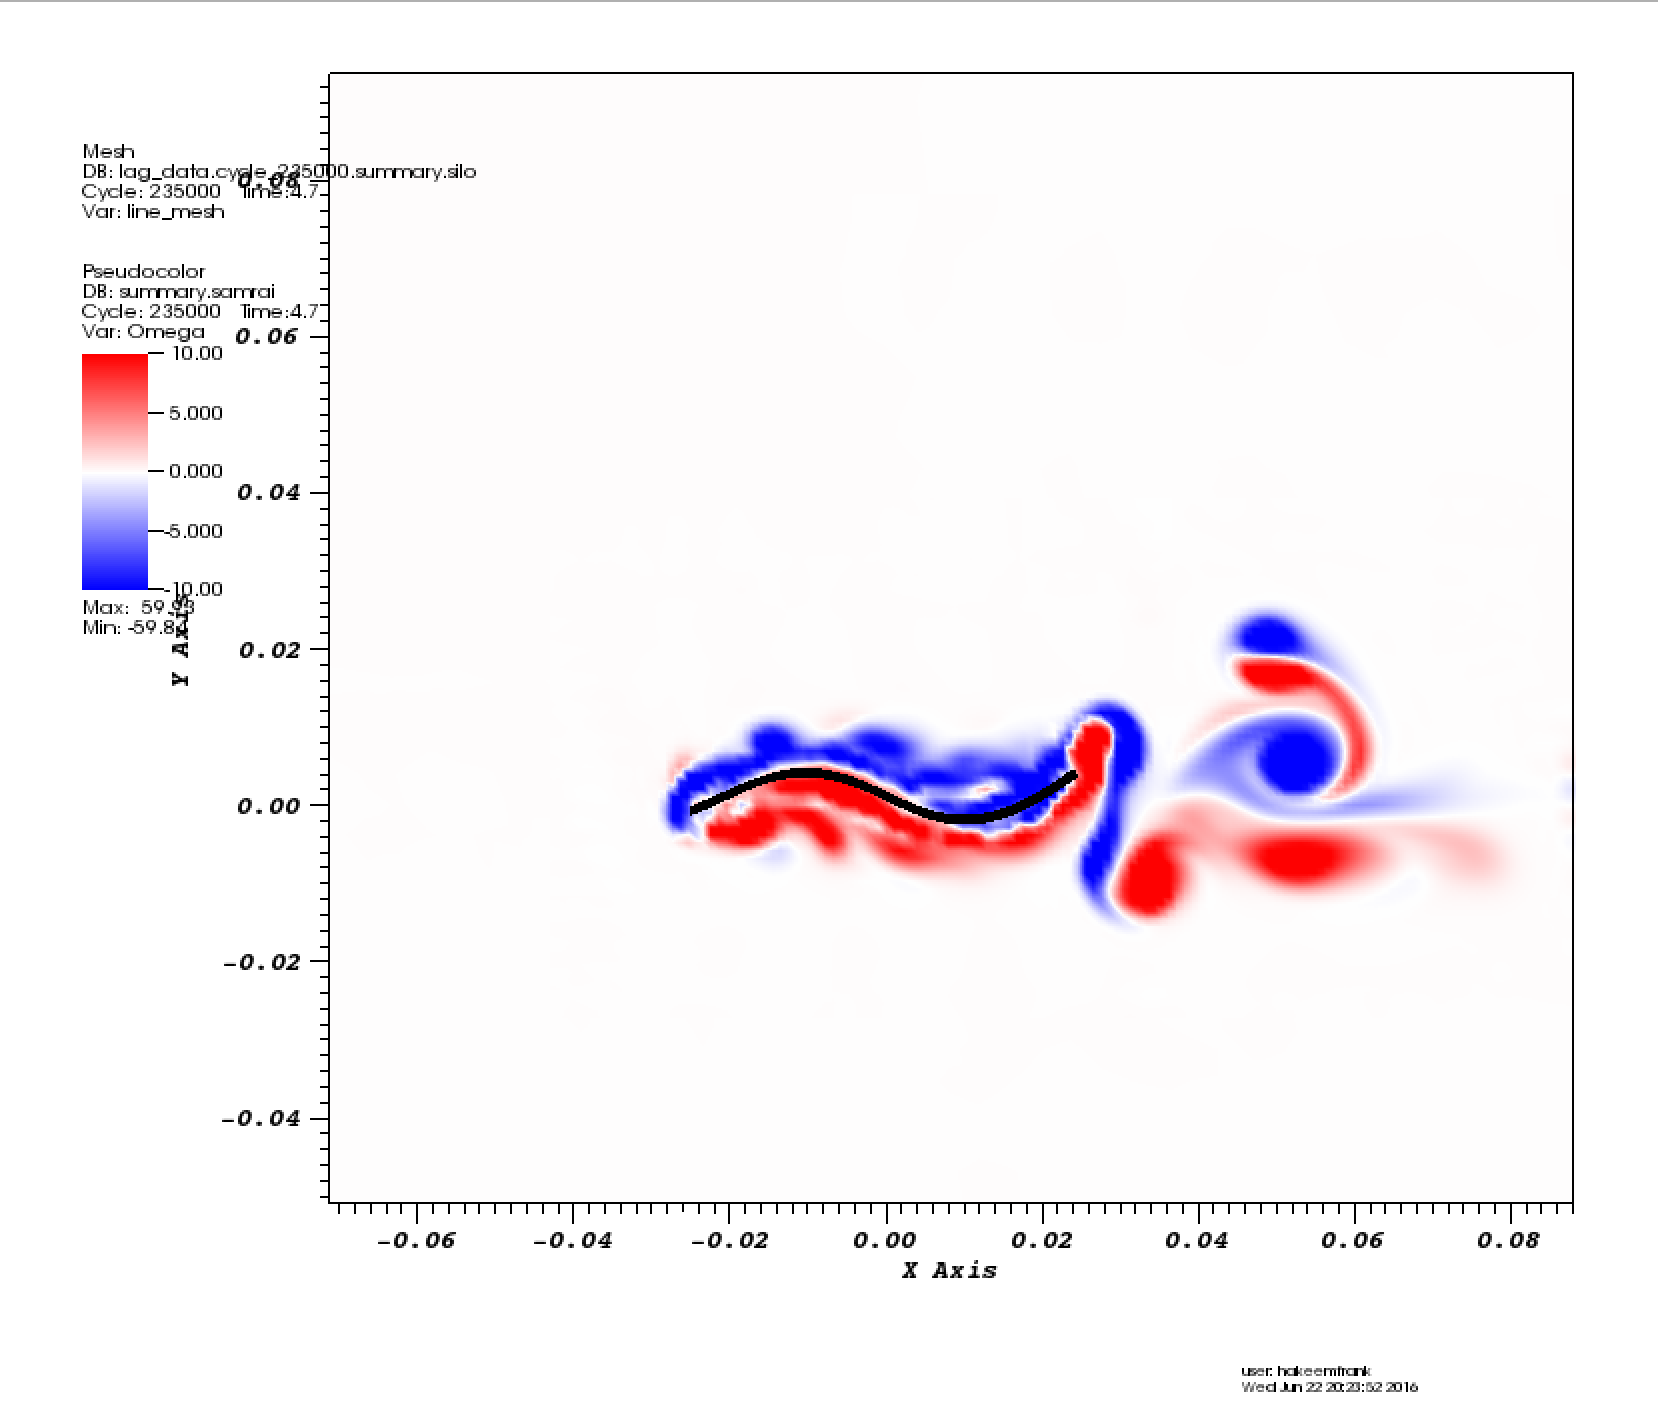 Mesh
DB: lag_data.cycle_235000.summary.silo
Cycle: 235000 Time:4.7
Var: line_mesh
Pseudocolor
DB: summary.samrai
Cycle: 235000 Time:4.7
Var: Omega
10.00
5.000
0.000
-5.000
-10.00
Max: 59.93
Min: -59.84
Y Axis
0.08
0.06
0.04
0.02
0.00
-0.02
-0.04
-0.06 -0.04 -0.02 0.00 0.02 0.04 0.06 0.08
X Axis
user: hakeemfrank
Wed Jun 22 20:23:52 2016